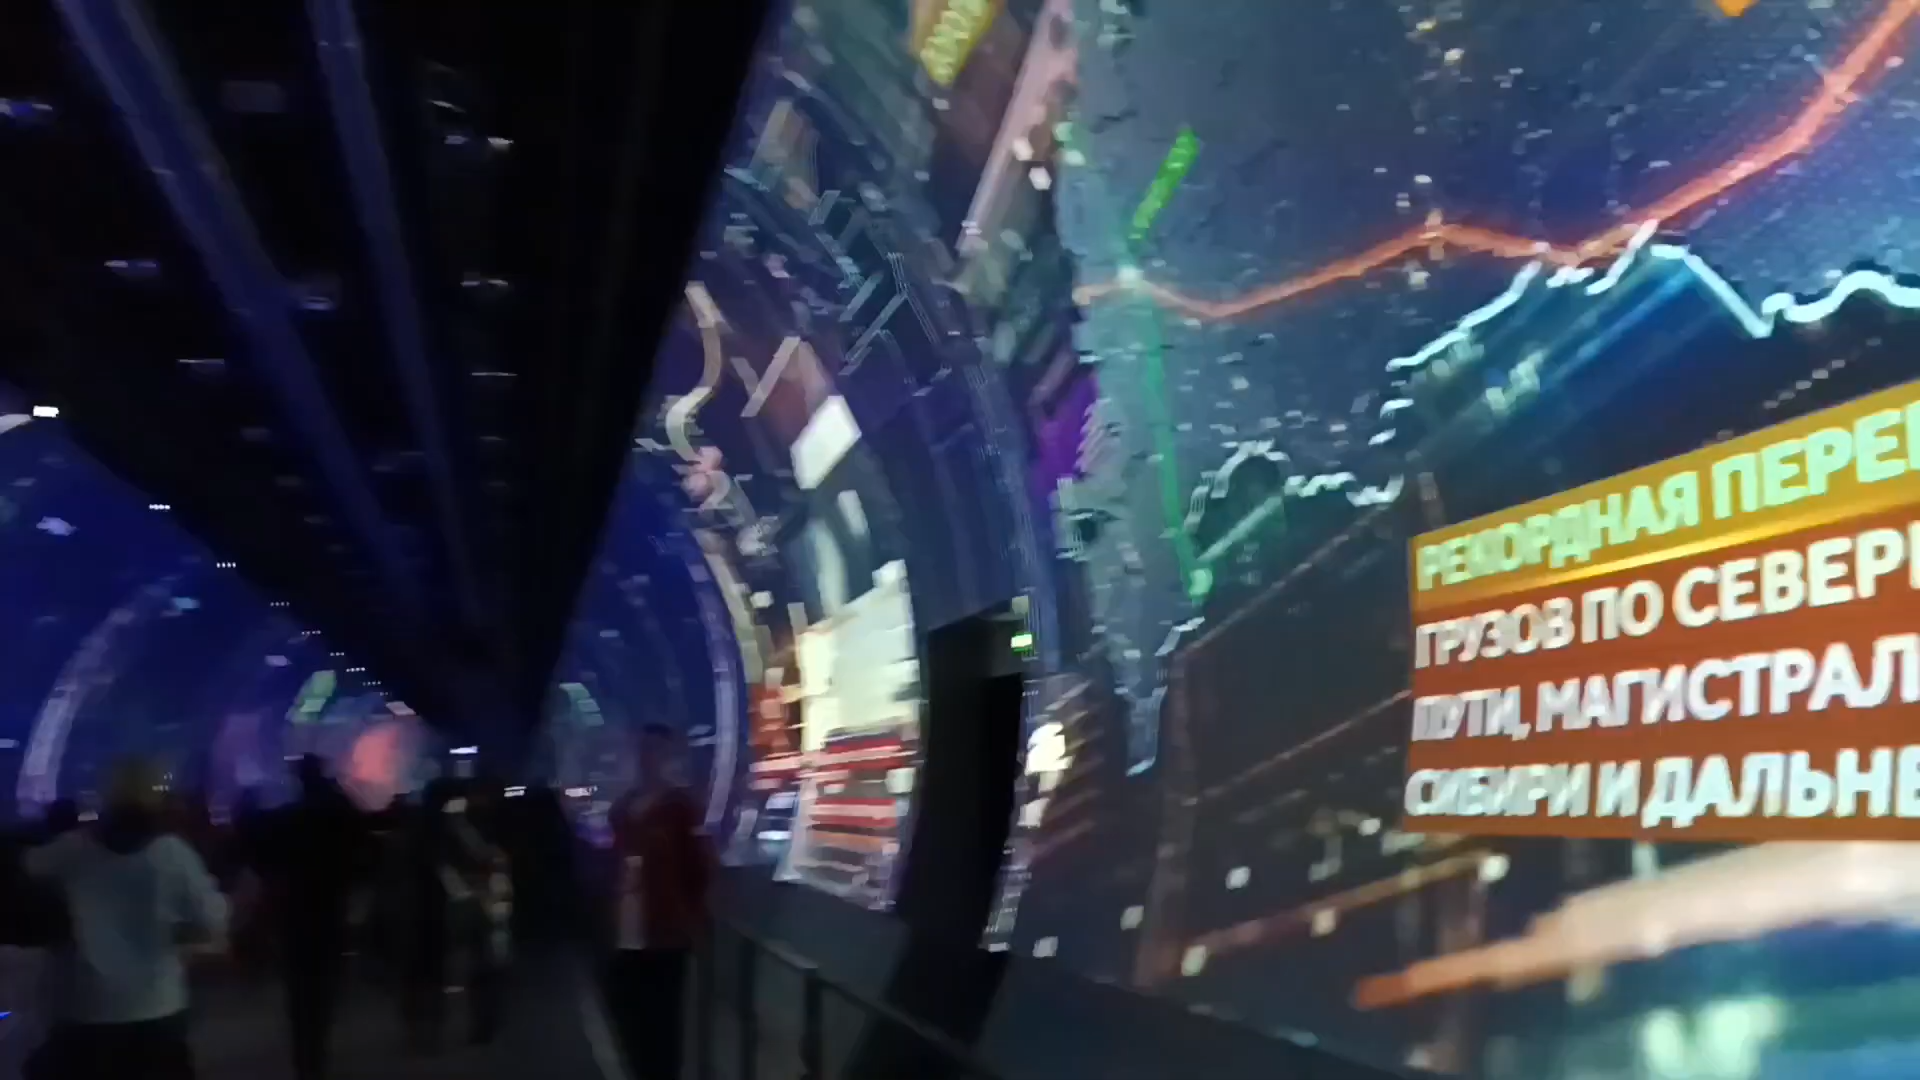 РЕКОРДНАЯ ПЕРЕ
ГРУЗОВ ПО СЕВЕР
ПУТИ, МАГИСТРАЛ
СИБИРИ И ДАЛЬНЕ